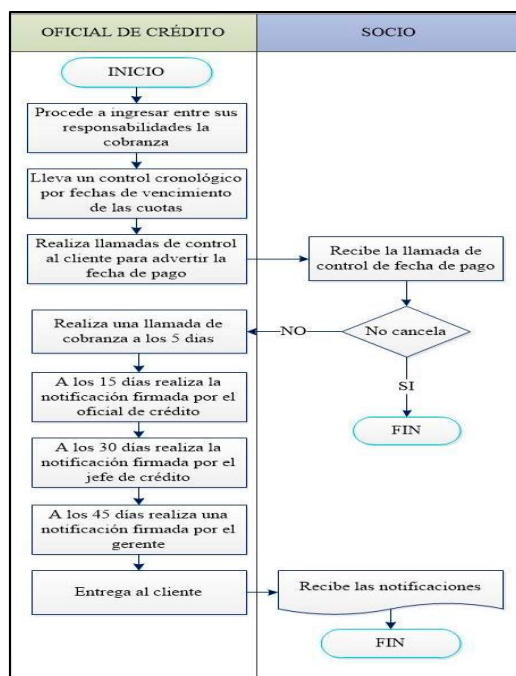 OFICIAL DE CRÉDITO
SOCIO
INICIO
Procede a ingresar entre sus
responsabilidades la
cobranza
Lleva un control cronológico
por fechas de vencimiento
de las cuotas
Realiza llamadas de control
al cliente para advertir la
fecha de pago
Recibe la llamada de
control de fecha de pago
No cancela
NO
SI
FIN
Realiza una llamada de
cobranza a los 5 días
A los 15 días realiza la
notificación firmada por el
oficial de crédito
A los 30 días realiza la
notificación firmada por el
jefe de crédito
A los 45 días realiza una
notificación firmada por el
gerente
Entrega al cliente
Recibe las notificaciones
FIN